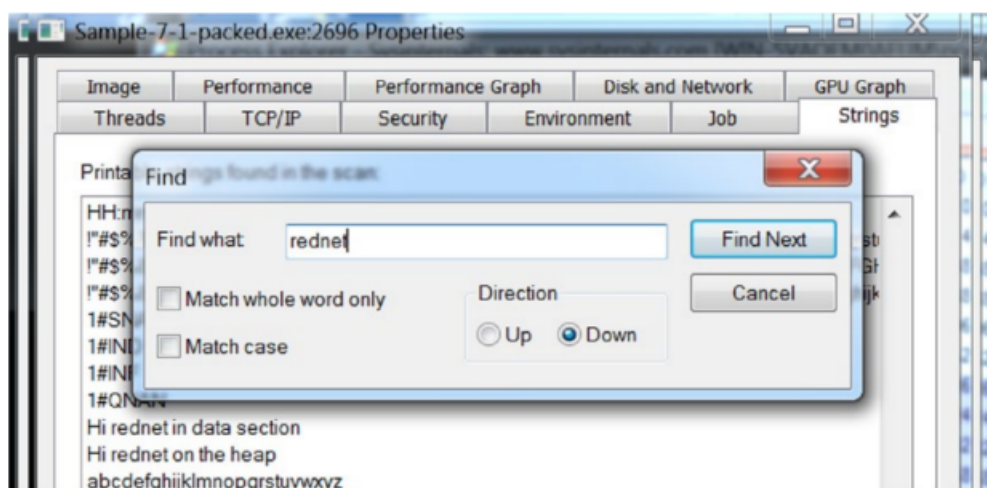 Sample-7-1-packed.exe:2696 Properties
Image Performance Performance Graph Disk and Network GPU Graph
Threads TCP/IP Security Environment Job Strings
Find
HH:m
Find what: rednet Find Next
!"#$%
!"#$%
!"#$%
Match whole word only Direction Cancel
1#SN
Match case Up Down
1#IND
1#INF
1#QNAN
Hi rednet in data section
Hi rednet on the heap
abcdefghijklmnopqrstuvwxyz